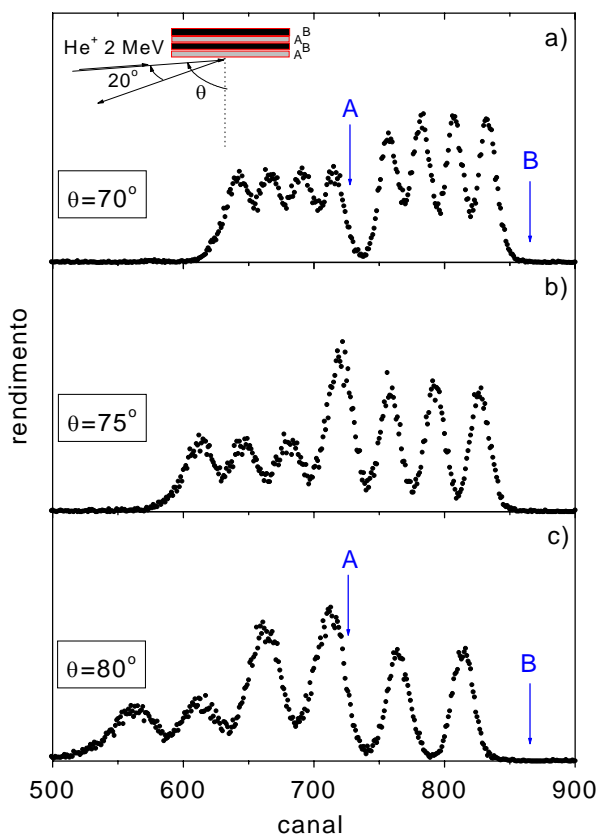 He⁺ 2 MeV
20°
θ
B
A
B
A
a)
A
B
θ=70°
b)
θ=75°
c)
A
B
θ=80°
rendimento
500 600 700 800 900
canal